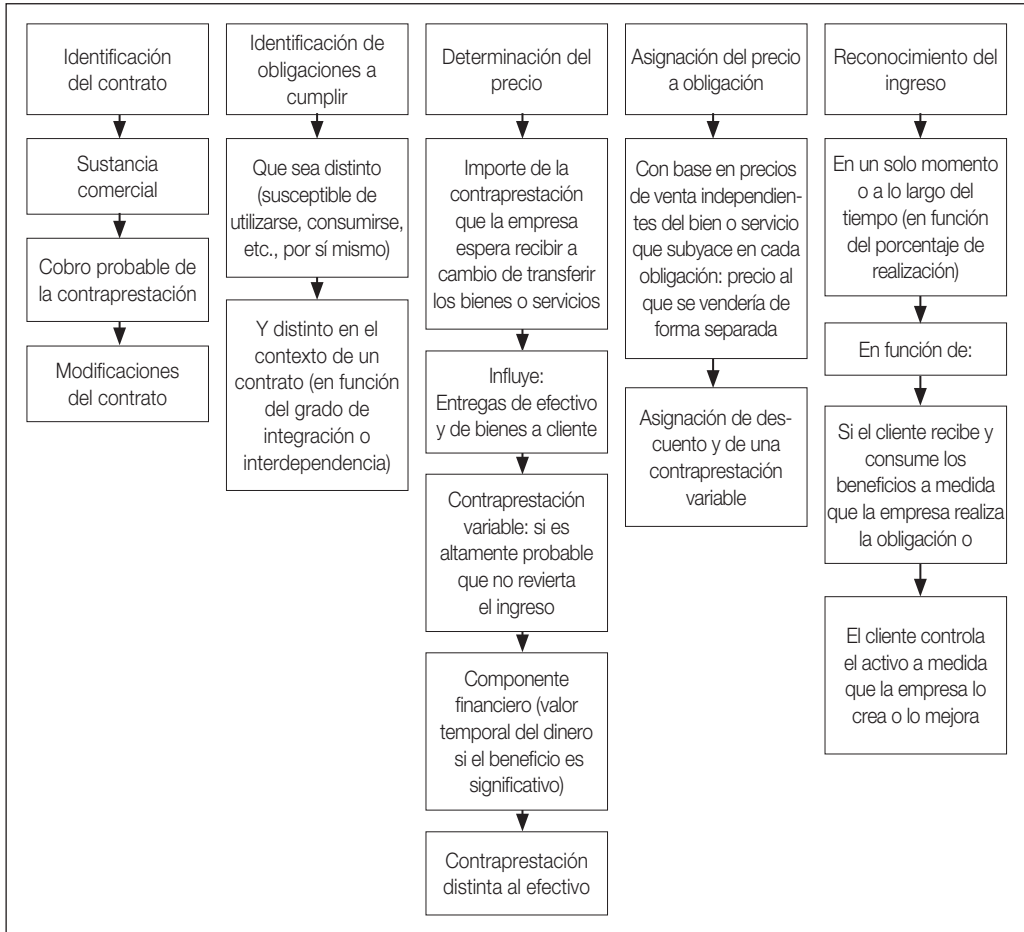 Identificación
del contrato
Sustancia
comercial
Cobro probable de
la contraprestación
Modificaciones
del contrato
Identificación de
obligaciones a
cumplir
Que sea distinto
(susceptible de
utilizarse, consumirse,
etc., por sí mismo)
Y distinto en el
contexto de un
contrato (en función
del grado de
integración o
interdependencia)
Determinación del
precio
Importe de la
contraprestación
que la empresa
espera recibir a
cambio de transferir
los bienes o servicios
Influye:
Entregas de efectivo
y de bienes a cliente
Contraprestación
variable: si es
altamente probable
que no revierta
el ingreso
Componente
financiero (valor
temporal del dinero
si el beneficio es
significativo)
Contraprestación
distinta al efectivo
Asignación del precio
a obligación
Con base en precios
de venta independien-
tes del bien o servicio
que subyace en cada
obligación: precio al
que se vendería de
forma separada
Asignación de des-
cuento y de una
contraprestación
variable
Reconocimiento del
ingreso
En un solo momento
o a lo largo del
tiempo (en función
del porcentaje de
realización)
En función de:
Si el cliente recibe y
consume los
beneficios a medida
que la empresa realiza
la obligación o
El cliente controla
el activo a medida
que la empresa lo
crea o lo mejora